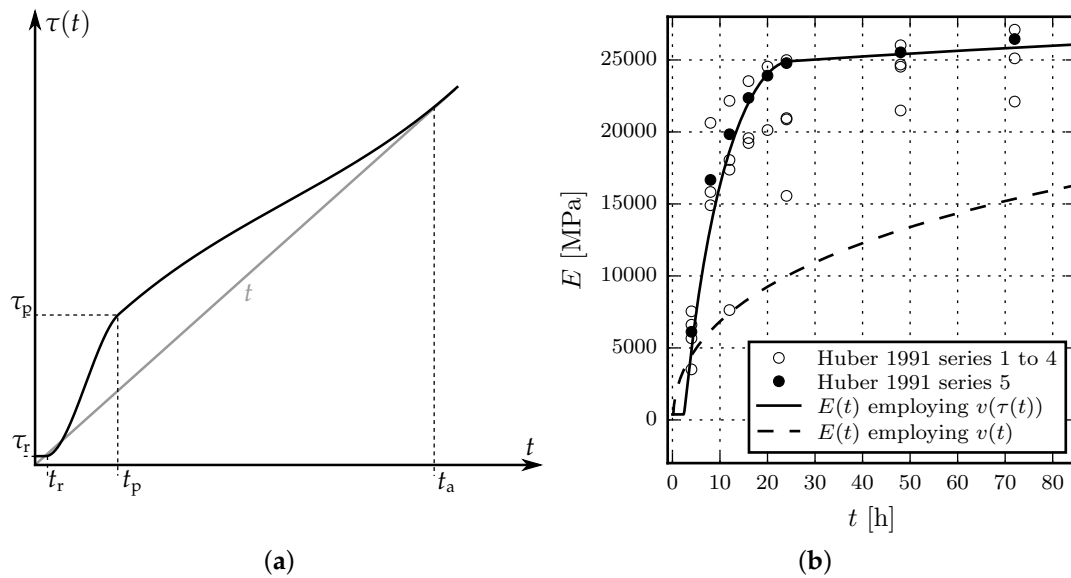 τ(t)
t
τp
τr
t
tr
tp
ta
(a)
E [MPa]
25000
20000
15000
10000
5000
0
Huber 1991 series 1 to 4
Huber 1991 series 5
E(t) employing v(τ(t))
E(t) employing v(t)
0 10 20 30 40 50 60 70 80
t [h]
(b)